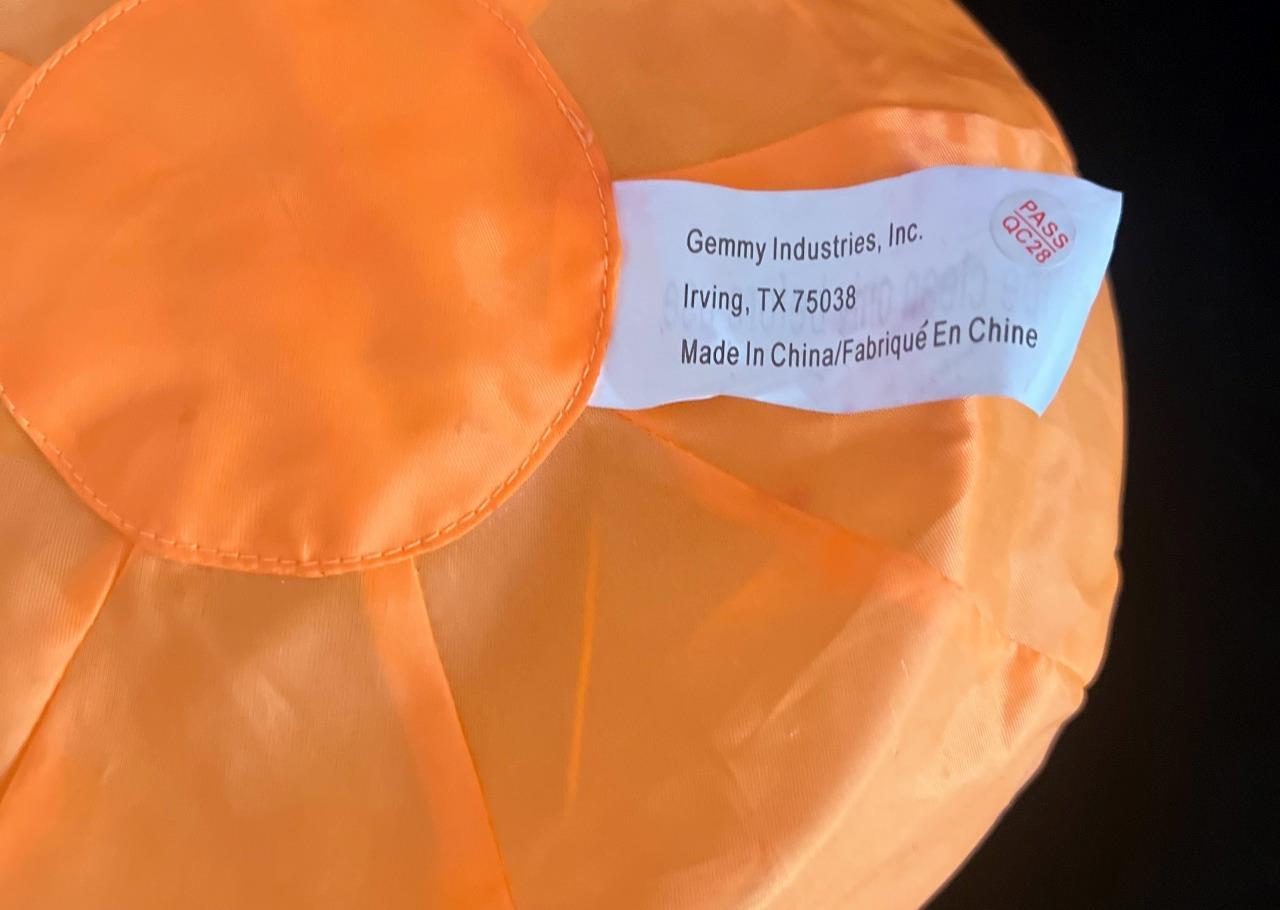 Gemmy Industries, Inc.
Irving, TX 75038
Made In China/Fabriqué En Chine
PASS
QC28